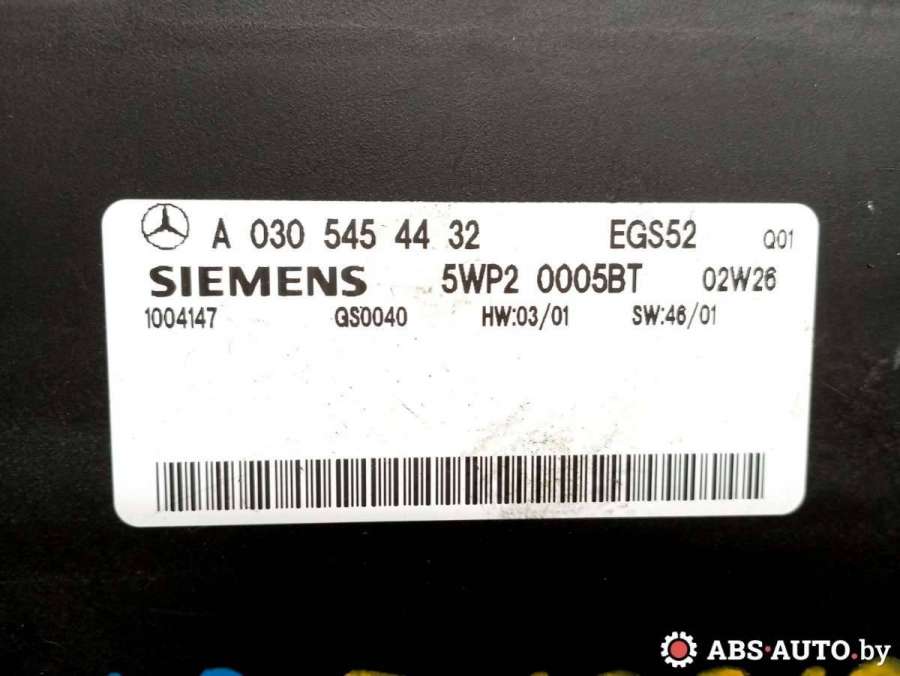 A 030 545 44 32 EGS52 Q01
SIEMENS 5WP2 0005BT 02W26
1004147 QS0040 HW:03/01 SW:46/01
ABS-AUTO.by